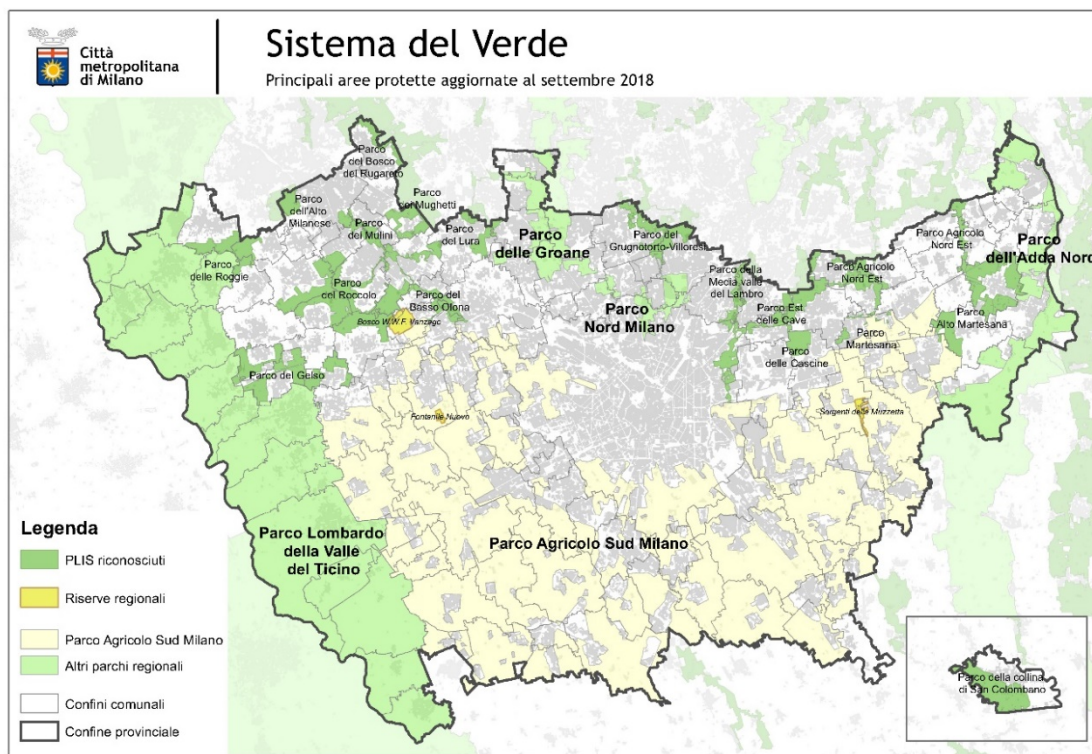 Città
metropolitana
di Milano
Sistema del Verde
Principali aree protette aggiornate al settembre 2018
Parco
del Bosco
del Rugareto
Parco
dell'Alto
Milanese
Parco
dei Mughetti
Parco
dei Mulini
Parco
del Lura
Parco
delle Groane
Parco del
Grugnotorto-Villoresi
Parco Agricolo
Nord Est
Parco
dell'Adda Nord
Parco
delle Roggie
Parco
del Roccolo
Parco del
Basso Olona
Bosco W.W.F. Vanzago
Parco
Nord Milano
Parco della
Media valle
del Lambro
Parco Agricolo
Nord Est
Parco Est
delle Cave
Parco
Martesana
Parco
Alto Martesana
Parco
delle Cascine
Parco del Gelso
Fontanile Nuovo
Sorgenti della Muzzetta
Parco Lombardo
della Valle
del Ticino
Parco Agricolo Sud Milano
Parco della collina
di San Colombano
Legenda
PLIS riconosciuti
Riserve regionali
Parco Agricolo Sud Milano
Altri parchi regionali
Confini comunali
Confine provinciale